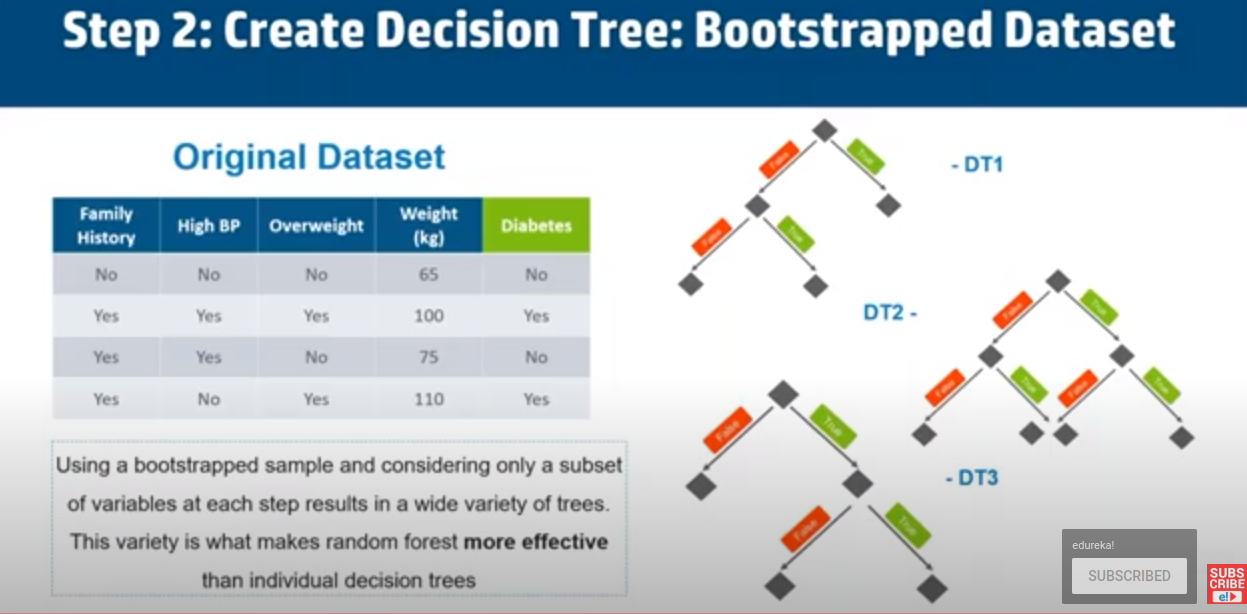 Step 2: Create Decision Tree: Bootstrapped Dataset
Original Dataset
Family History High BP Overweight Weight (kg) Diabetes
No No No 65 No
Yes Yes Yes 100 Yes
Yes Yes No 75 No
Yes No Yes 110 Yes
Using a bootstrapped sample and considering only a subset
of variables at each step results in a wide variety of trees.
This variety is what makes random forest more effective
than individual decision trees
False True
- DT1
False True
DT2 -
False True
False True False True
False True
- DT3
False True
edureka!
SUBSCRIBED
SUBS
CRIBE
e!